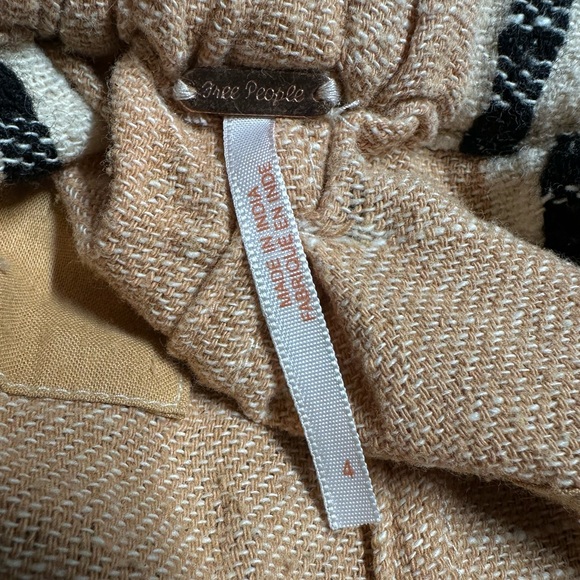 Free People
MADE IN INDIA
FABRIQUÉ EN INDE
4